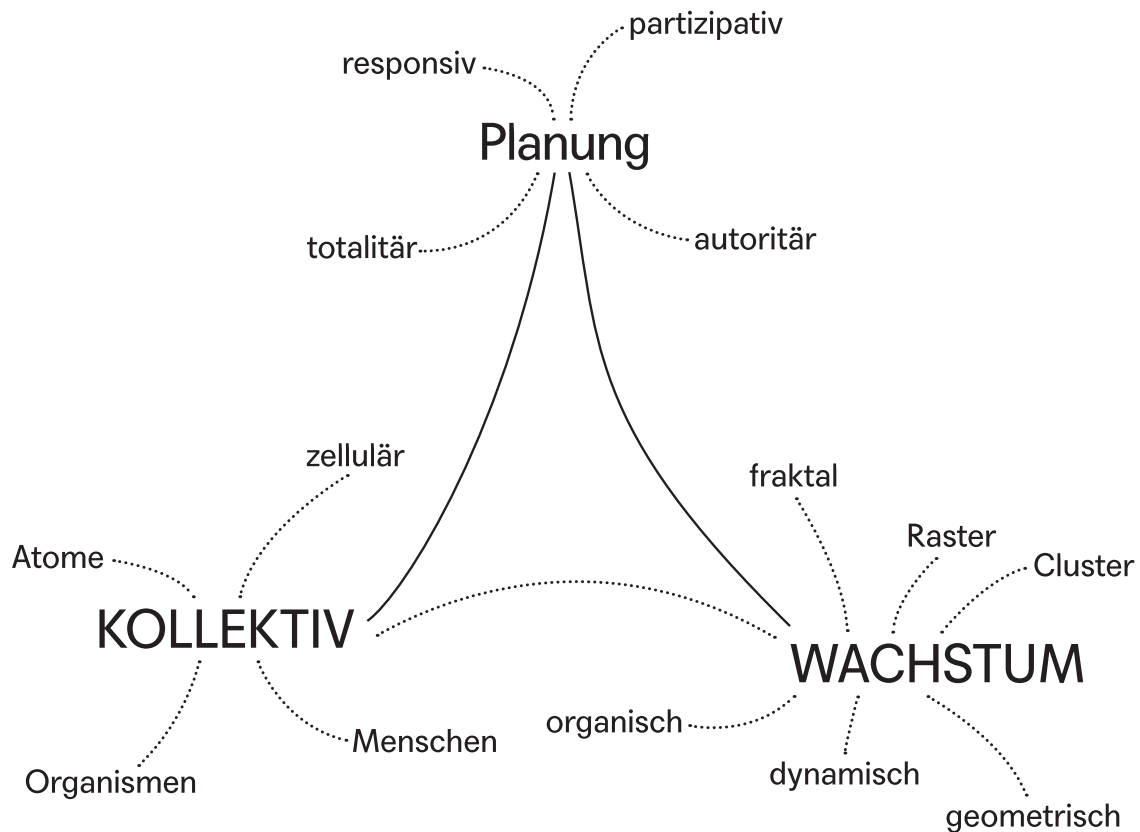 partizipativ
responsiv
Planung
totalitär
autoritär
zellulär
fraktal
Raster
Atome
Cluster
KOLLEKTIV
WACHSTUM
organisch
Menschen
dynamisch
Organismen
geometrisch